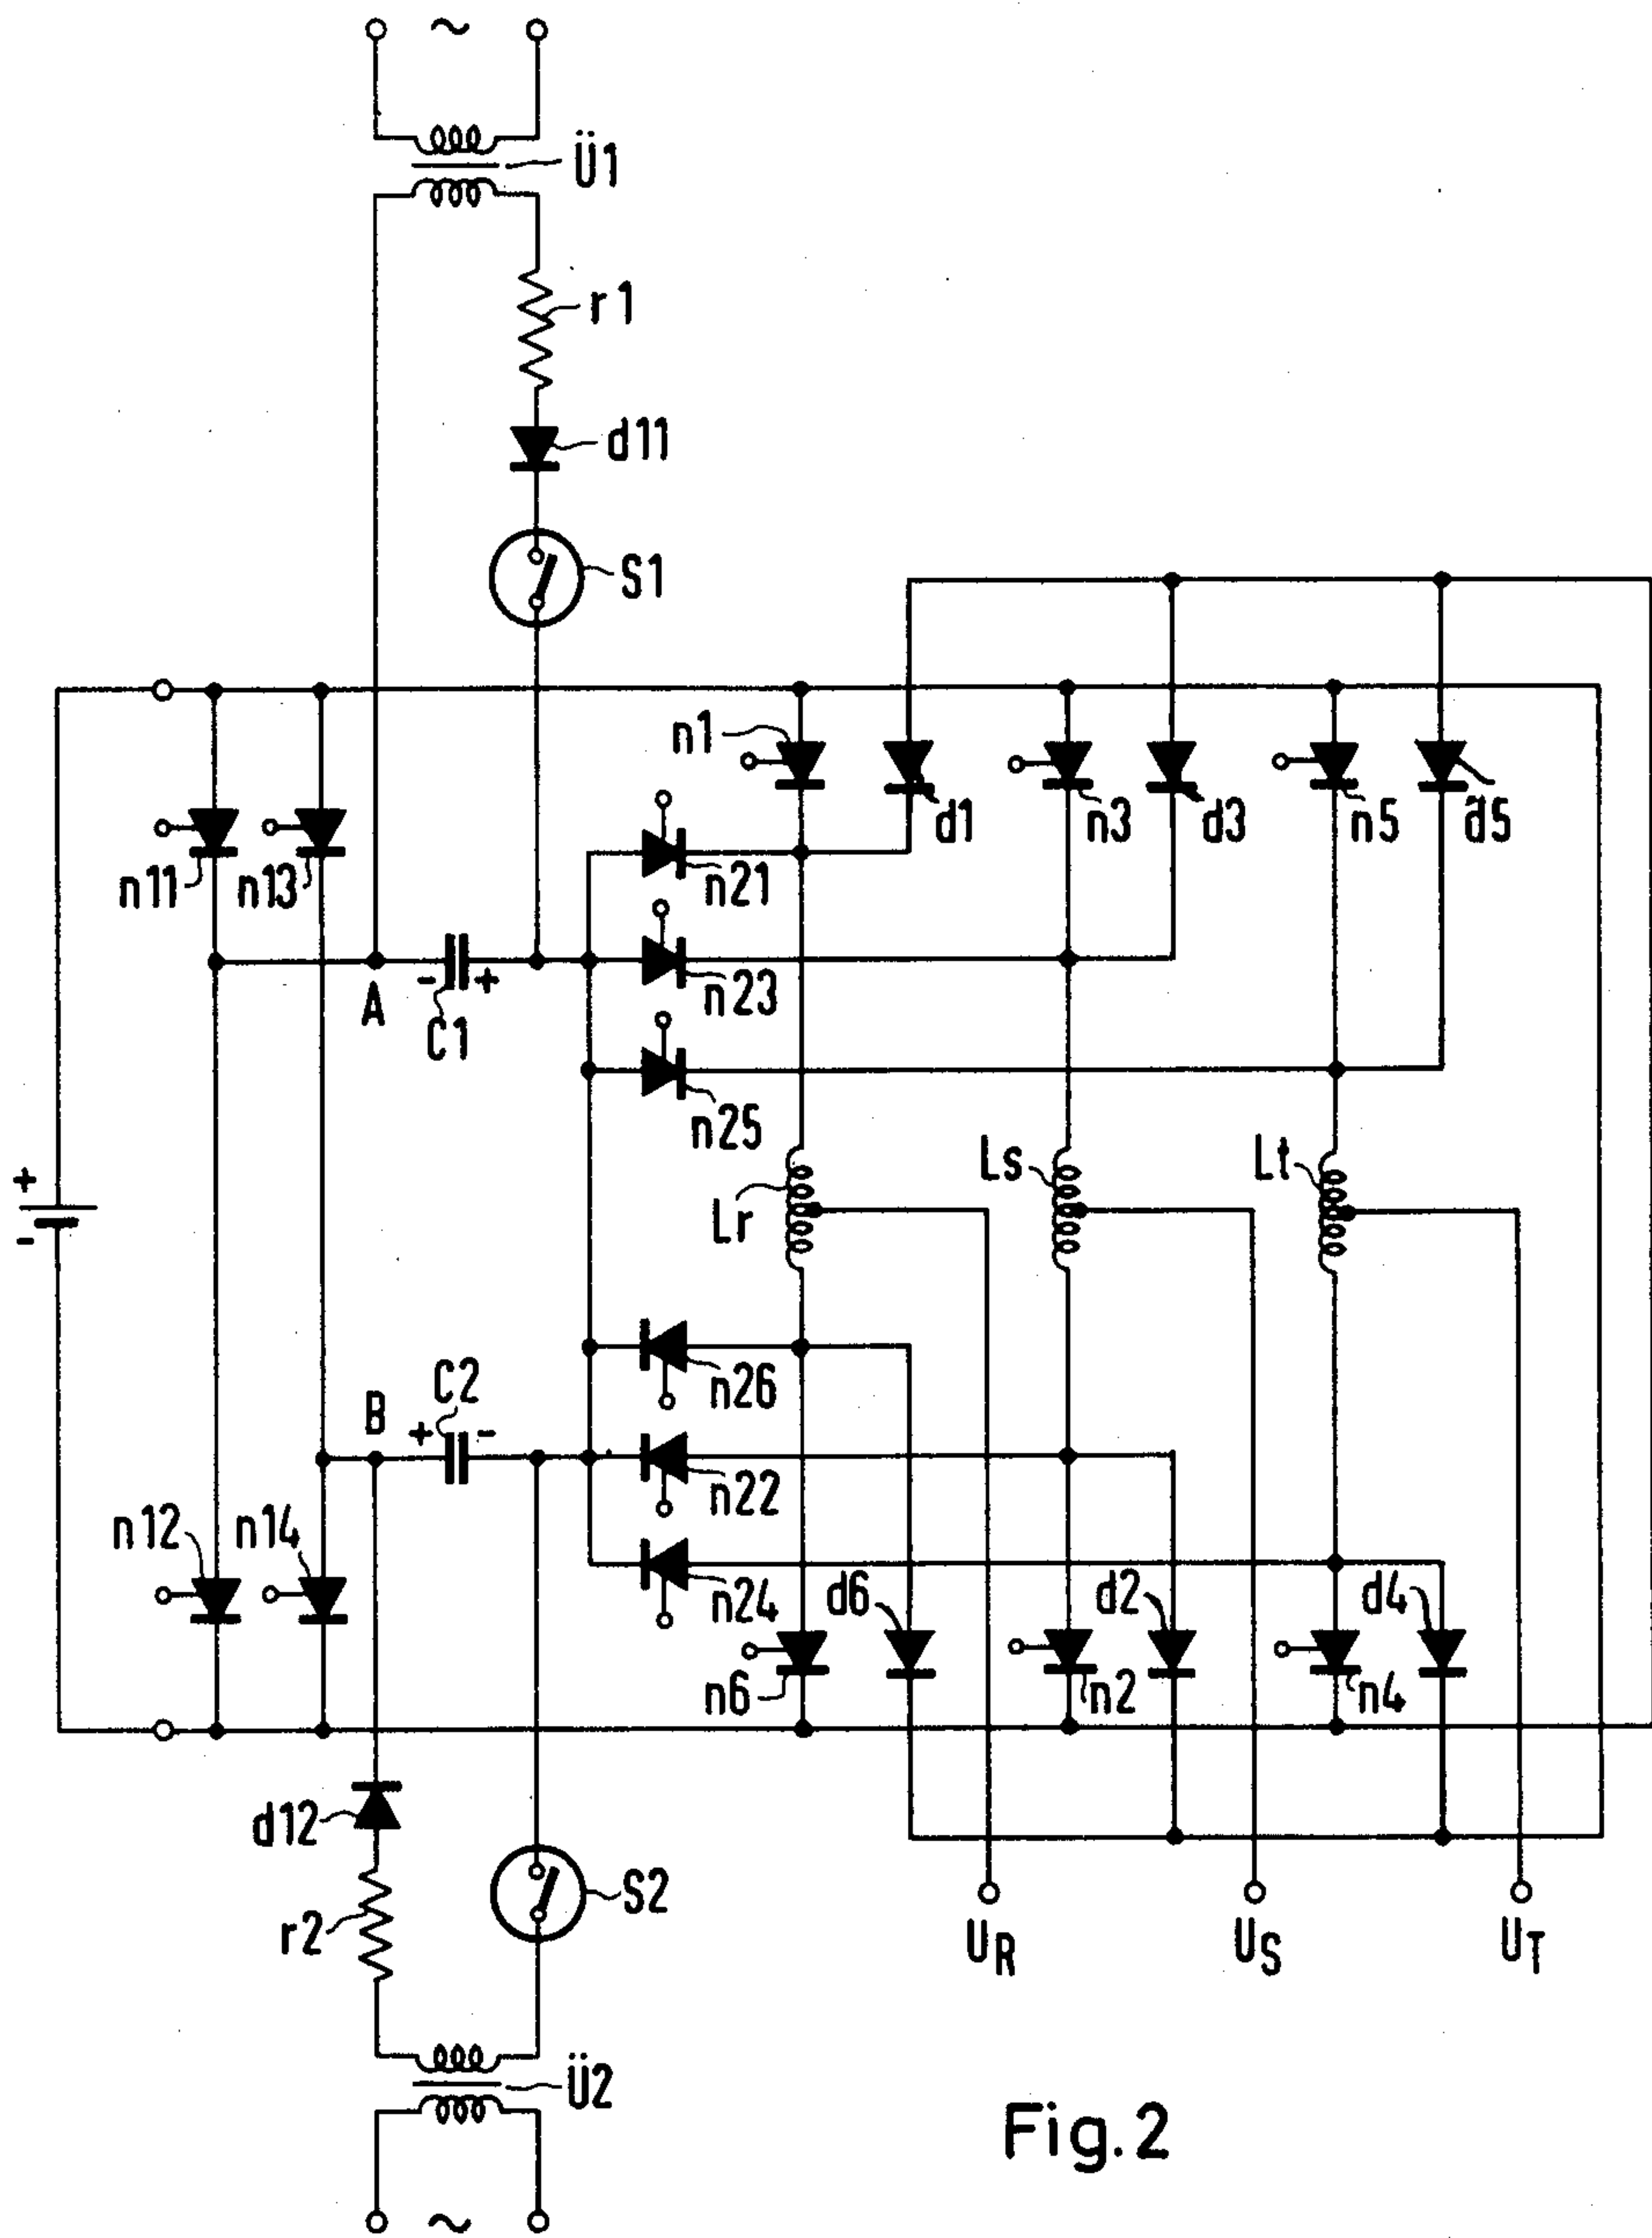 ~
Ü1
r1
d11
S1
n1
d1
n3
d3
n5
d5
n11
n13
n21
n23
A
-
+
C1
n25
+
-
Lr
Ls
Lt
n26
C2
B
+
-
n22
n12
n14
n24
d6
d2
d4
n6
n2
n4
d12
S2
r2
UR
US
UT
Ü2
Fig.2
~